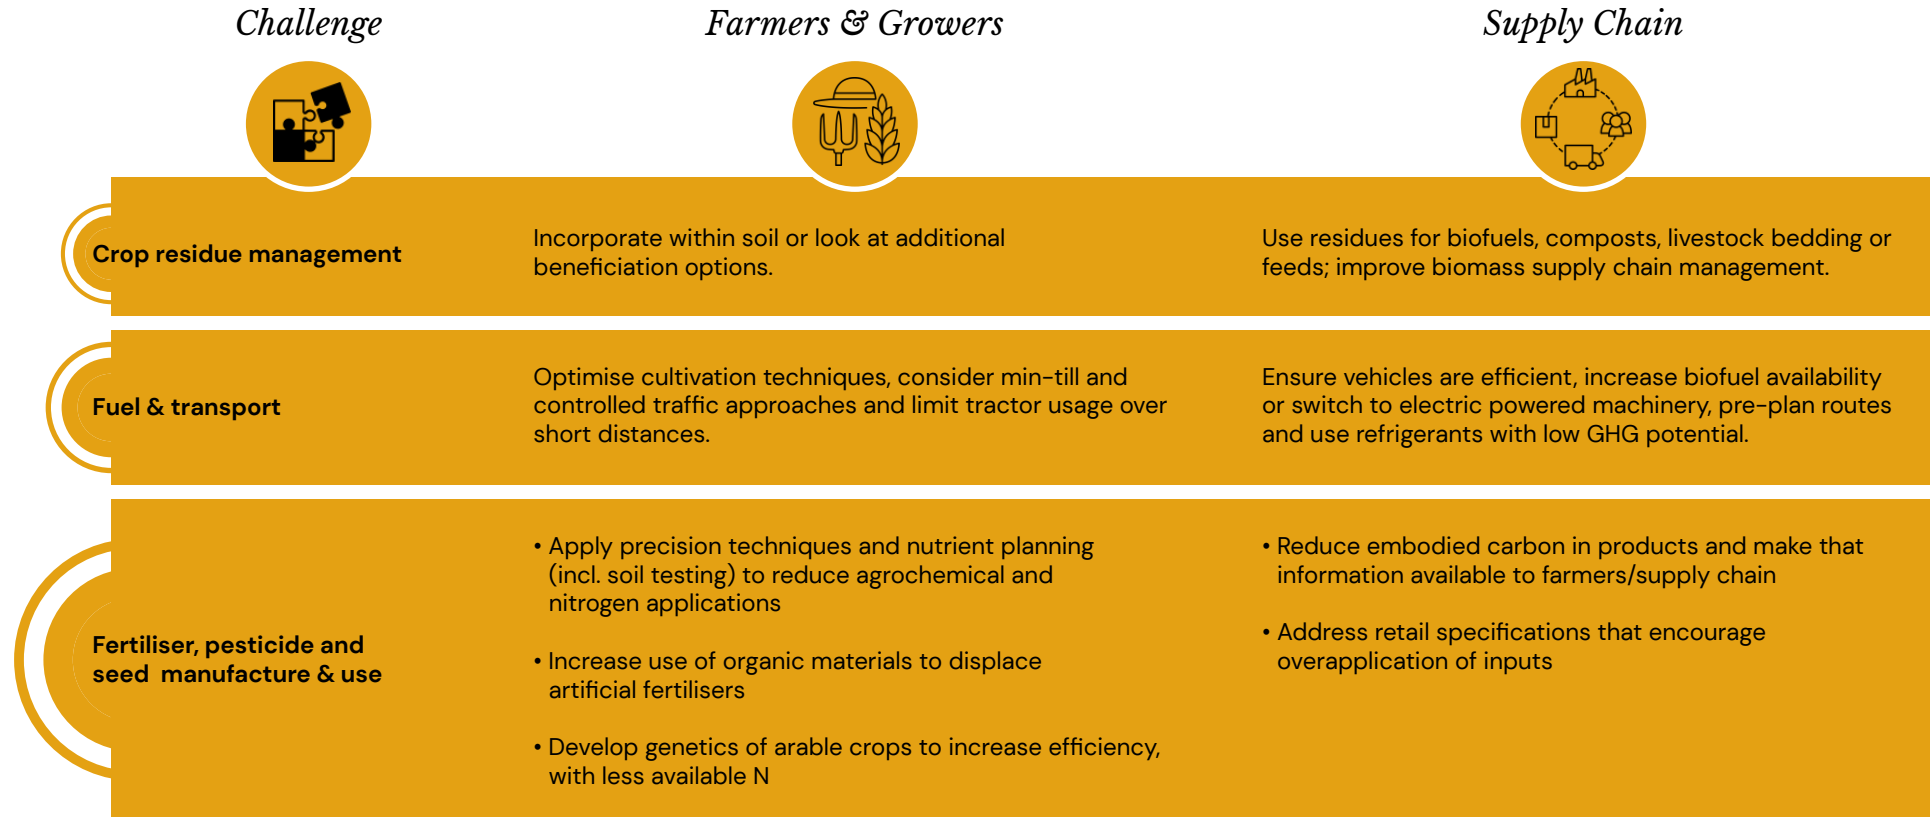 Challenge
Farmers & Growers
Supply Chain
Crop residue management
Incorporate within soil or look at additional
beneficiation options.
Use residues for biofuels, composts, livestock bedding or
feeds; improve biomass supply chain management.
Fuel & transport
Optimise cultivation techniques, consider min-till and
controlled traffic approaches and limit tractor usage over
short distances.
Ensure vehicles are efficient, increase biofuel availability
or switch to electric powered machinery, pre-plan routes
and use refrigerants with low GHG potential.
Fertiliser, pesticide and
seed  manufacture & use
• Apply precision techniques and nutrient planning
(incl. soil testing) to reduce agrochemical and
nitrogen applications
• Increase use of organic materials to displace
artificial fertilisers
• Develop genetics of arable crops to increase efficiency,
with less available N
• Reduce embodied carbon in products and make that
information available to farmers/supply chain
• Address retail specifications that encourage
overapplication of inputs